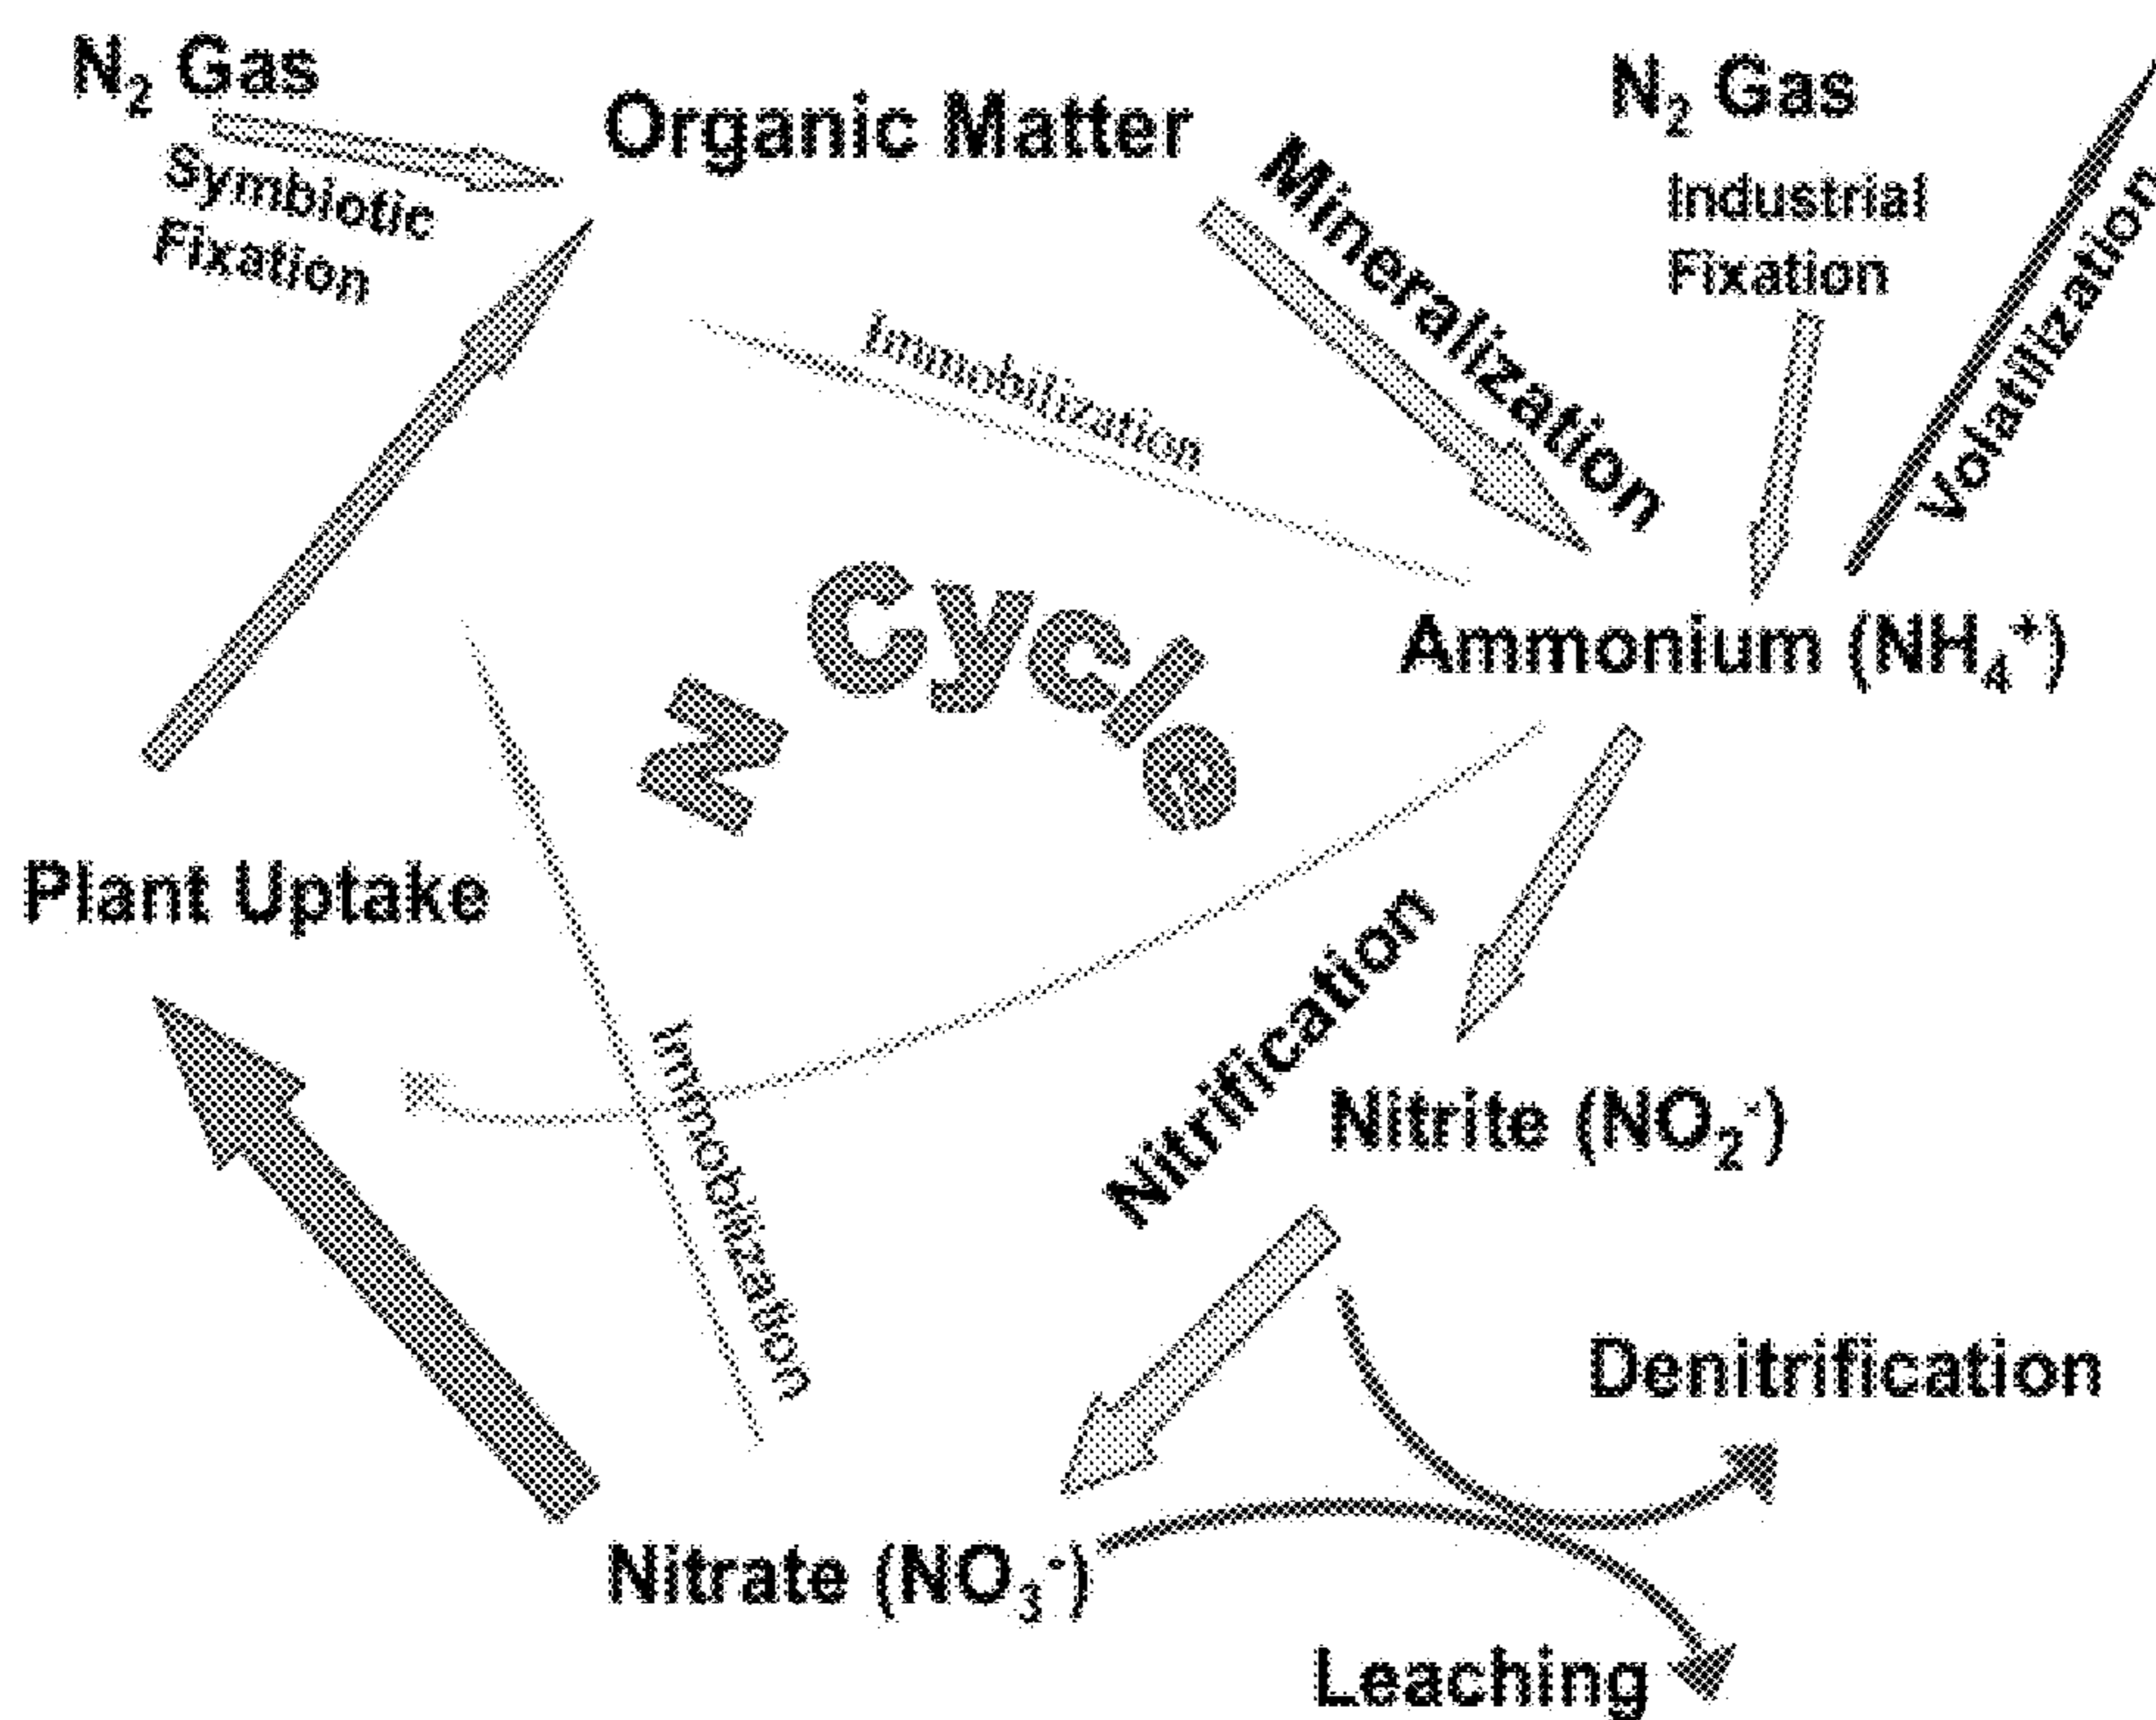 N₂ Gas
Symbiotic
Fixation
Organic Matter
Mineralization
N₂ Gas
Industrial
Fixation
Volatilization
Immobilization
N Cycle
Ammonium (NH₄⁺)
Plant Uptake
Nitrification
Nitrite (NO₂⁻)
Immobilization
Denitrification
Nitrate (NO₃⁻)
Leaching